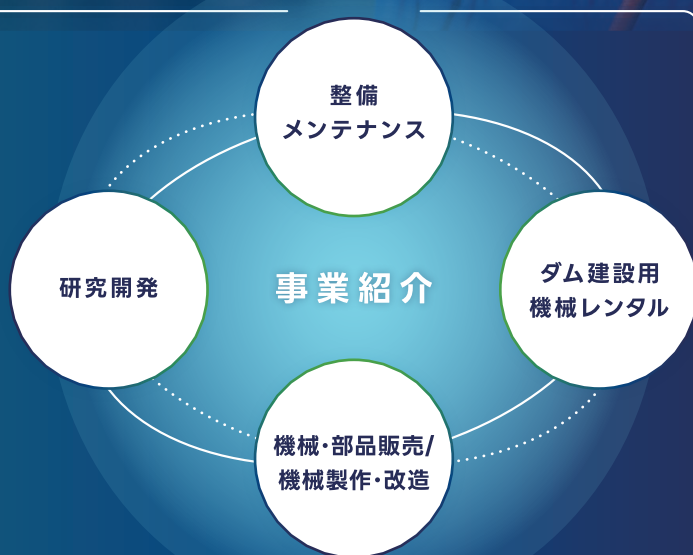 整備
メンテナンス
研究開発
事業紹介
ダム建設用
機械レンタル
機械・部品販売/
機械製作・改造